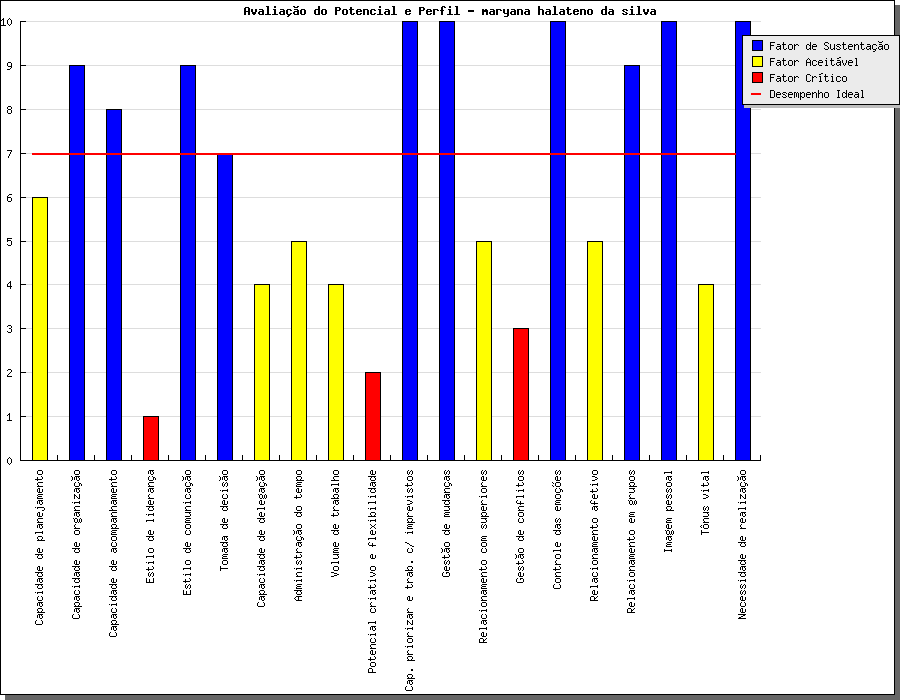 Avaliação do Potencial e Perfil - maryana halateno da silva
10
9
8
7
6
5
4
3
2
1
0
Fator de Sustentação
Fator Aceitável
Fator Crítico
Desempenho Ideal
Capacidade de planejamento
Capacidade de organização
Capacidade de acompanhamento
Estilo de liderança
Estilo de comunicação
Tomada de decisão
Capacidade de delegação
Administração do tempo
Volume de trabalho
Potencial criativo e flexibilidade
Cap. priorizar e trab. c/ imprevistos
Gestão de mudanças
Relacionamento com superiores
Gestão de conflitos
Controle das emoções
Relacionamento afetivo
Relacionamento em grupos
Imagem pessoal
Tônus vital
Necessidade de realização